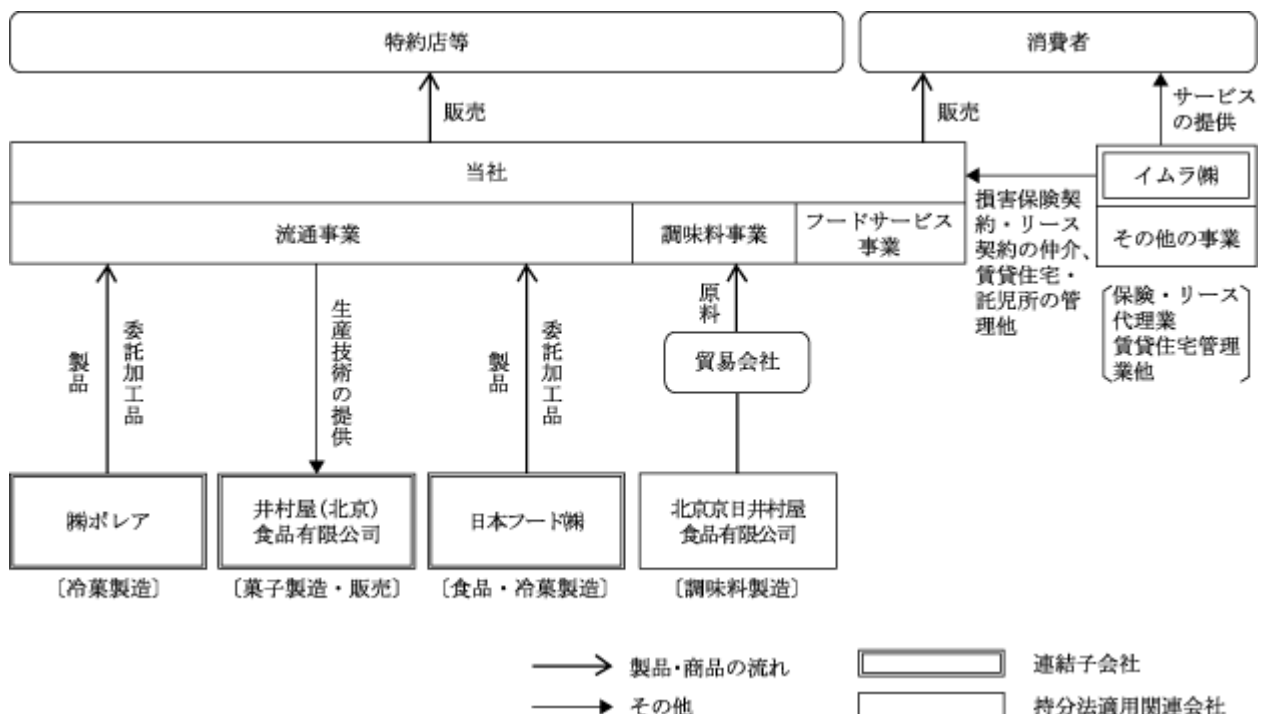 特約店等
消費者
販売
販売
サービス
の提供
当社
イムラ㈱
流通事業
調味料事業
フードサービス
事業
その他の事業
損害保険契
約・リース
契約の仲介、
賃貸住宅・
託児所の管
理他
保険・リース
代理業
賃貸住宅管理
業他
製品
委託加工品
生産技術の提供
製品
委託加工品
原料
貿易会社
㈱ポレア
井村屋(北京)
食品有限公司
日本フード㈱
北京京日井村屋
食品有限公司
〔冷菓製造〕
〔菓子製造・販売〕
〔食品・冷菓製造〕
〔調味料製造〕
製品・商品の流れ
連結子会社
その他
持分法適用関連会社